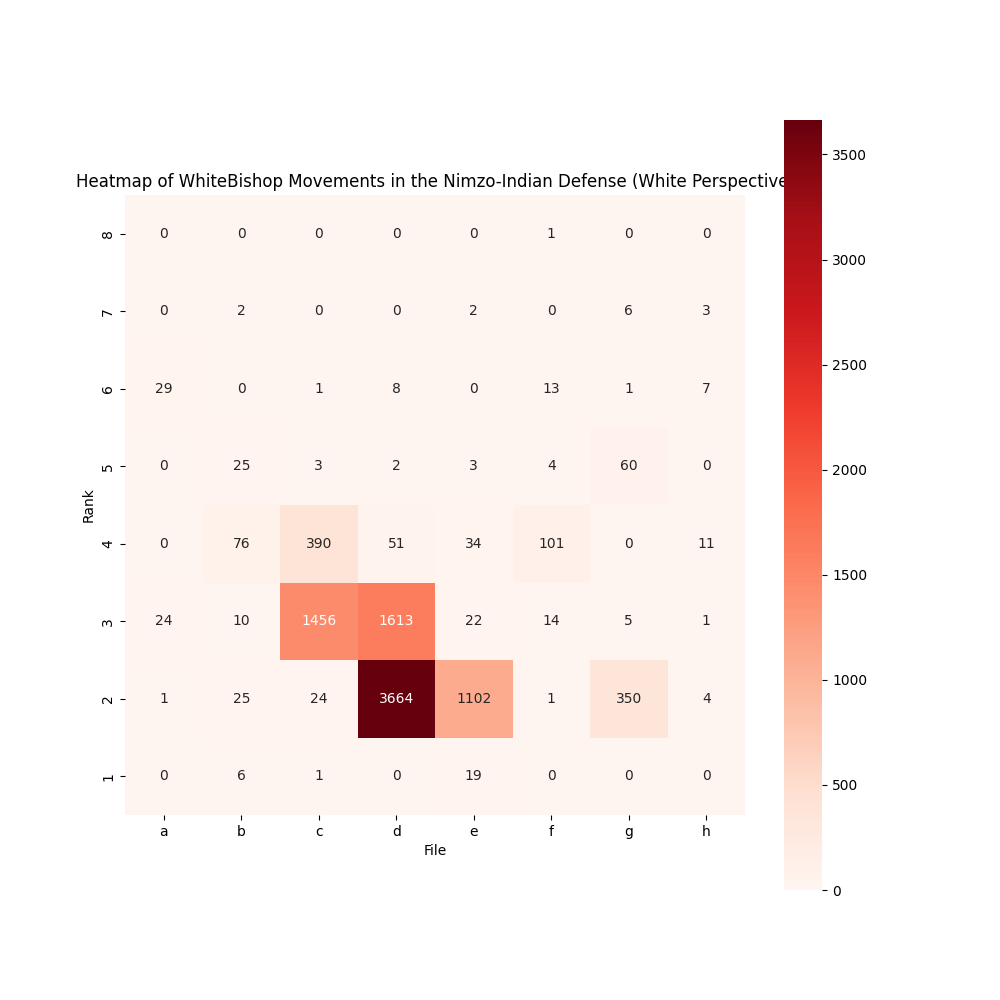 Heatmap of WhiteBishop Movements in the Nimzo-Indian Defense (White Perspective
8 0 0 0 0 0 1 0 0
7 0 2 0 0 2 0 6 3
6 29 0 1 8 0 13 1 7
5 0 25 3 2 3 4 60 0
4 0 76 390 51 34 101 0 11
3 24 10 1456 1613 22 14 5 1
2 1 25 24 3664 1102 1 350 4
1 0 6 1 0 19 0 0 0
a b c d e f g h
File
Rank
3500
3000
2500
2000
1500
1000
500
0